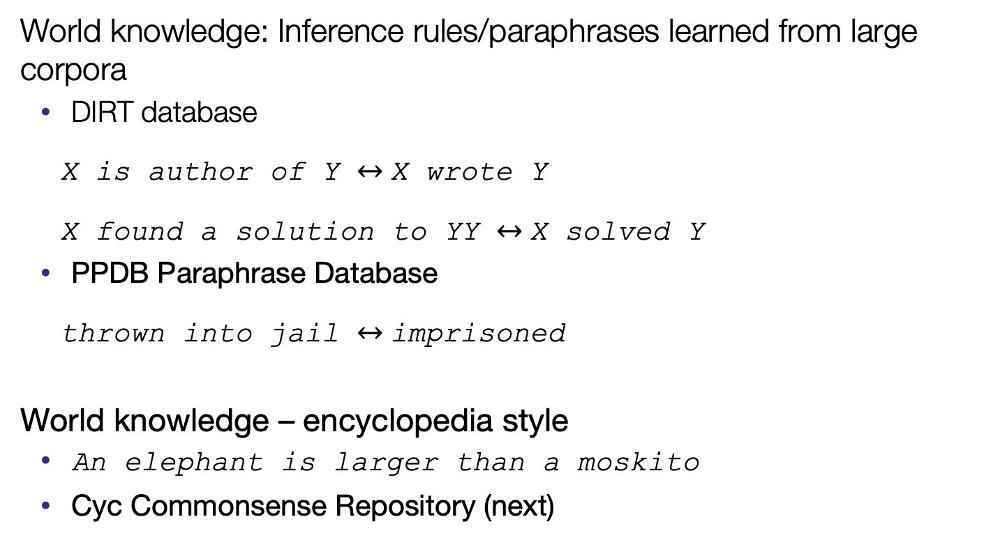 World knowledge: Inference rules/paraphrases learned from large
corpora
• DIRT database
X is author of Y ↔ X wrote Y
X found a solution to YY ↔ X solved Y
• PPDB Paraphrase Database
thrown into jail ↔ imprisoned
World knowledge – encyclopedia style
• An elephant is larger than a moskito
• Cyc Commonsense Repository (next)